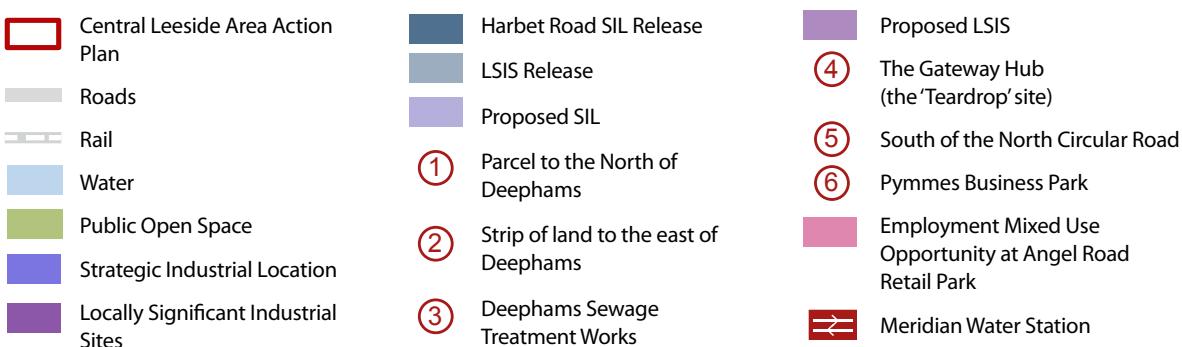 Central Leeside Area Action
Plan
Roads
Rail
Water
Public Open Space
Strategic Industrial Location
Locally Significant Industrial
Sites
Harbet Road SIL Release
LSIS Release
Proposed SIL
1 Parcel to the North of
Deephams
2 Strip of land to the east of
Deephams
3 Deephams Sewage
Treatment Works
Proposed LSIS
4 The Gateway Hub
(the ‘Teardrop’ site)
5 South of the North Circular Road
6 Pymmes Business Park
Employment Mixed Use
Opportunity at Angel Road
Retail Park
Meridian Water Station